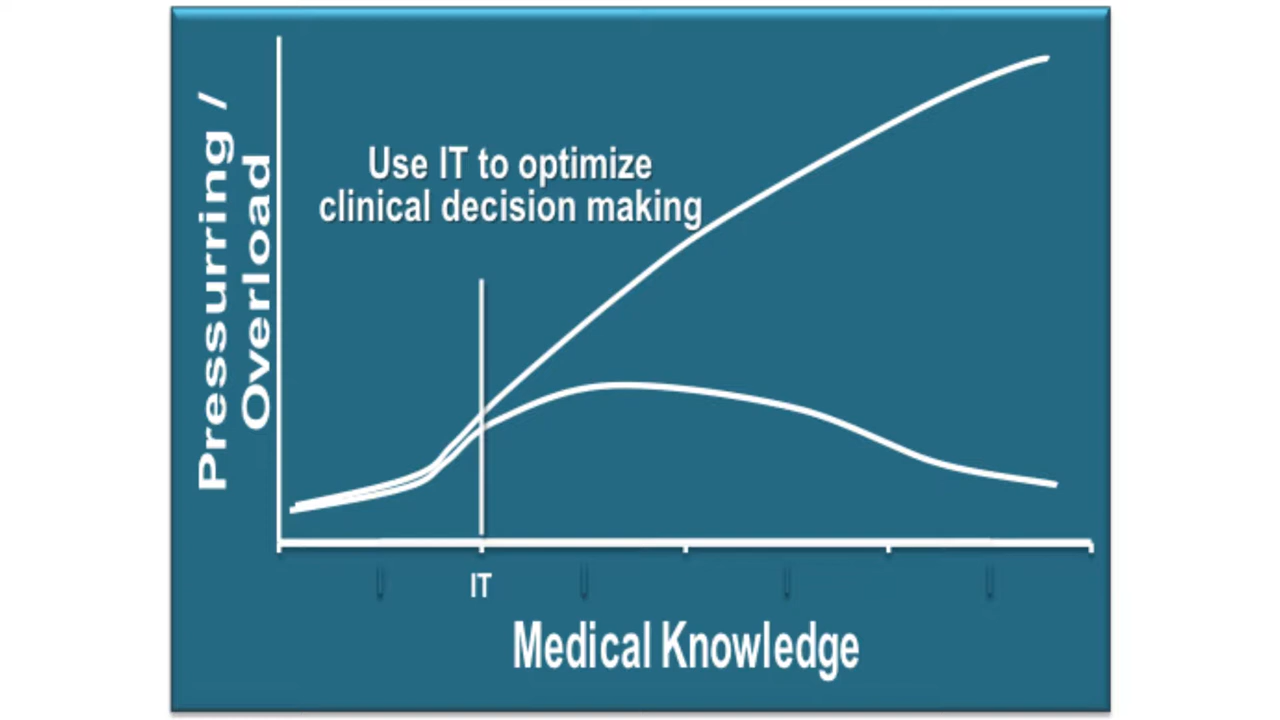 Pressurring /
Overload
Use IT to optimize
clinical decision making
IT
Medical Knowledge